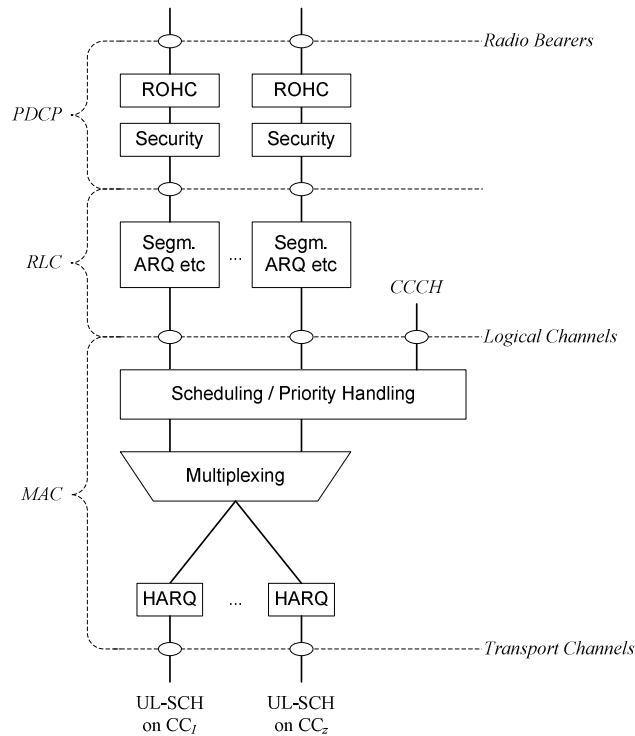 Radio Bearers
ROHC
ROHC
PDCP
Security
Security
Segm.
ARQ etc
...
Segm.
ARQ etc
RLC
CCCH
Logical Channels
Scheduling / Priority Handling
Multiplexing
MAC
HARQ
...
HARQ
Transport Channels
UL-SCH
on CC1
UL-SCH
on CCz